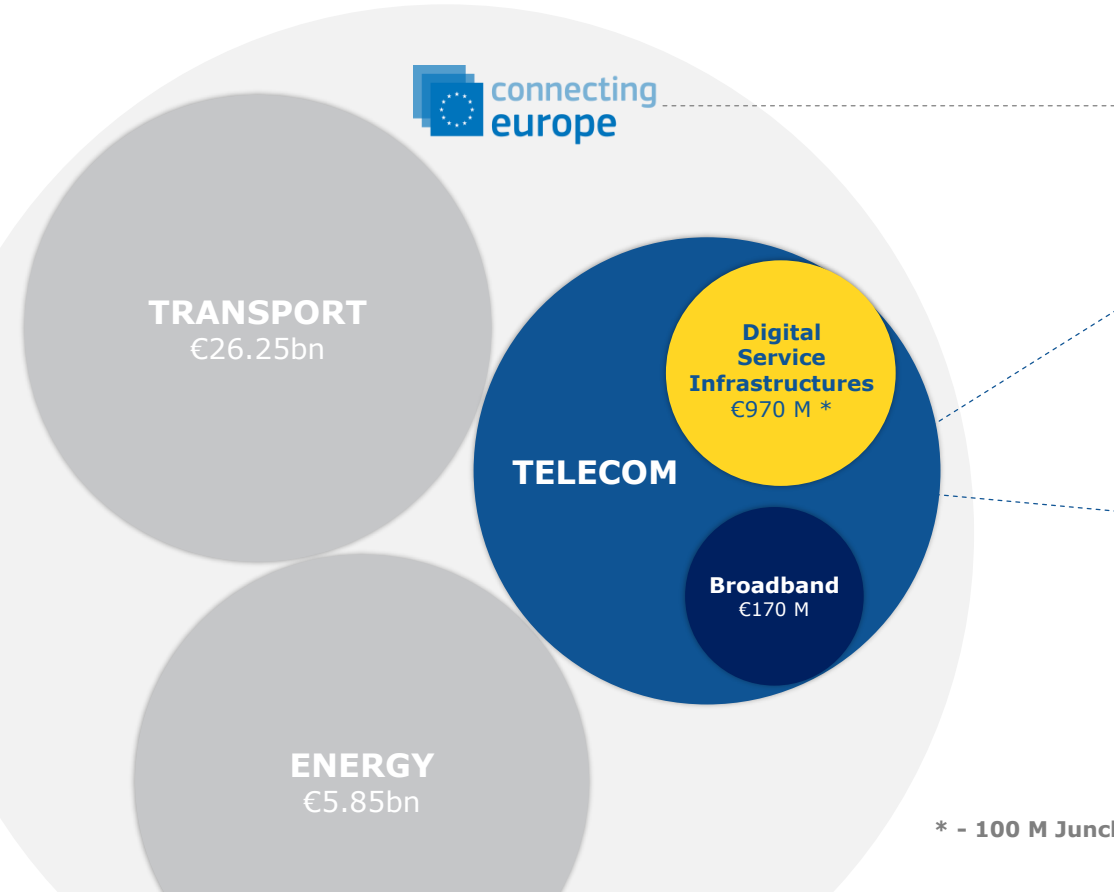 connecting
europe
TRANSPORT
€26.25bn
Digital
Service
Infrastructures
€970 M *
TELECOM
Broadband
€170 M
ENERGY
€5.85bn
* - 100 M